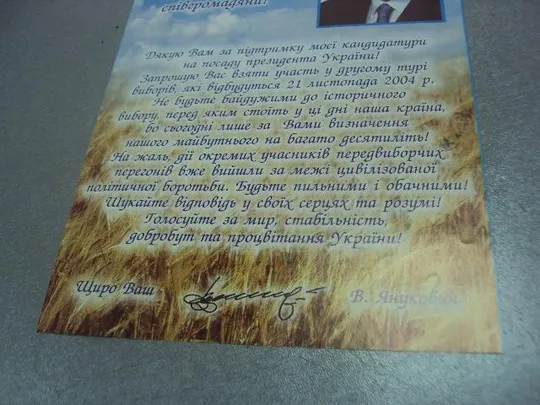 співгромадяни!
Дякую Вам за підтримку моєї кандидатури
на посаду президента України!
Запрошую Вас взяти участь у другому турі
виборів, які відбудуться 21 листопада 2004 р.
Не будьте байдужими до історичного
вибору, перед яким стоїть у ці дні наша країна,
бо сьогодні лише за Вами визначення
нашого майбутнього на багато десятиліть!
На жаль, дії окремих учасників передвиборчих
перегонів вже вийшли за межі цивілізованої
політичної боротьби. Будьте пильними і обачними!
Шукайте відповідь у своїх серцях та розумі!
Голосуйте за мир, стабільність,
добробут та процвітання України!
Щиро Ваш В. Янукович